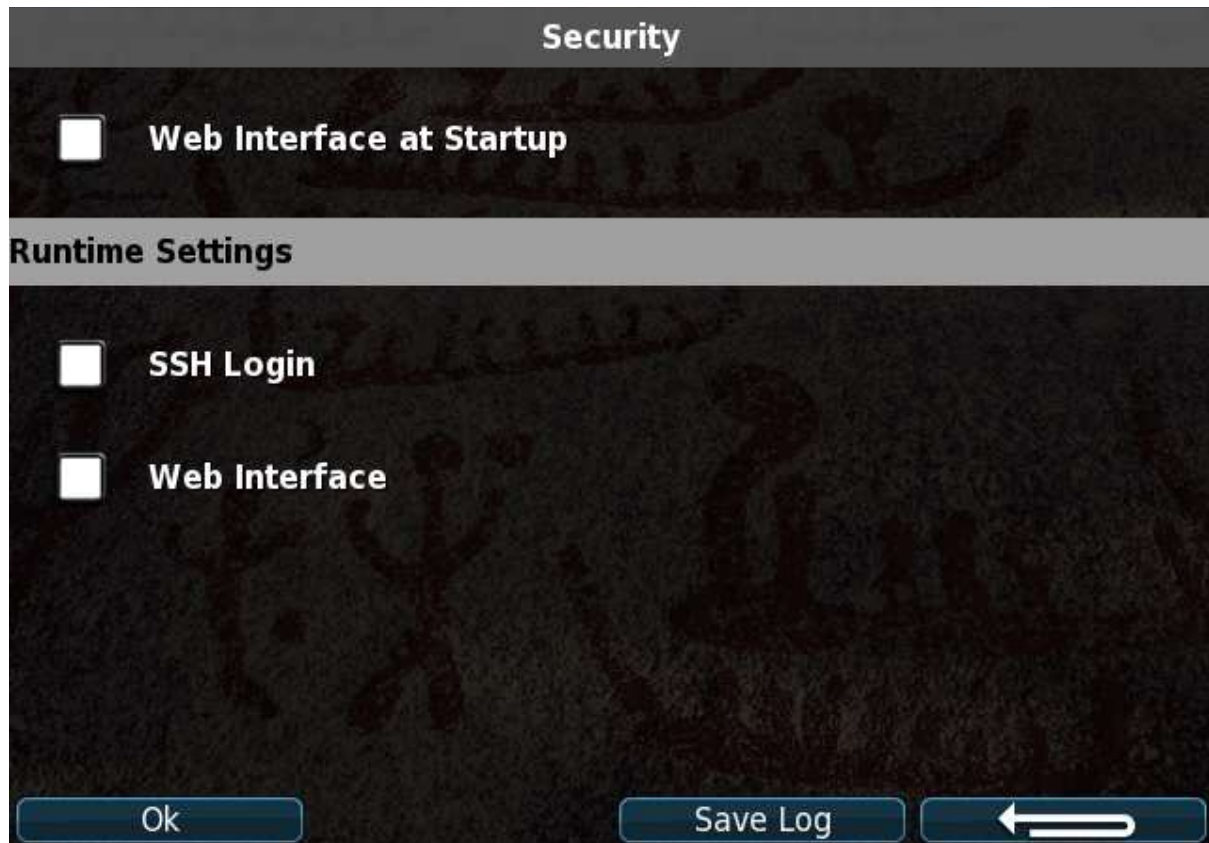 Security
Web Interface at Startup
Runtime Settings
SSH Login
Web Interface
Ok
Save Log